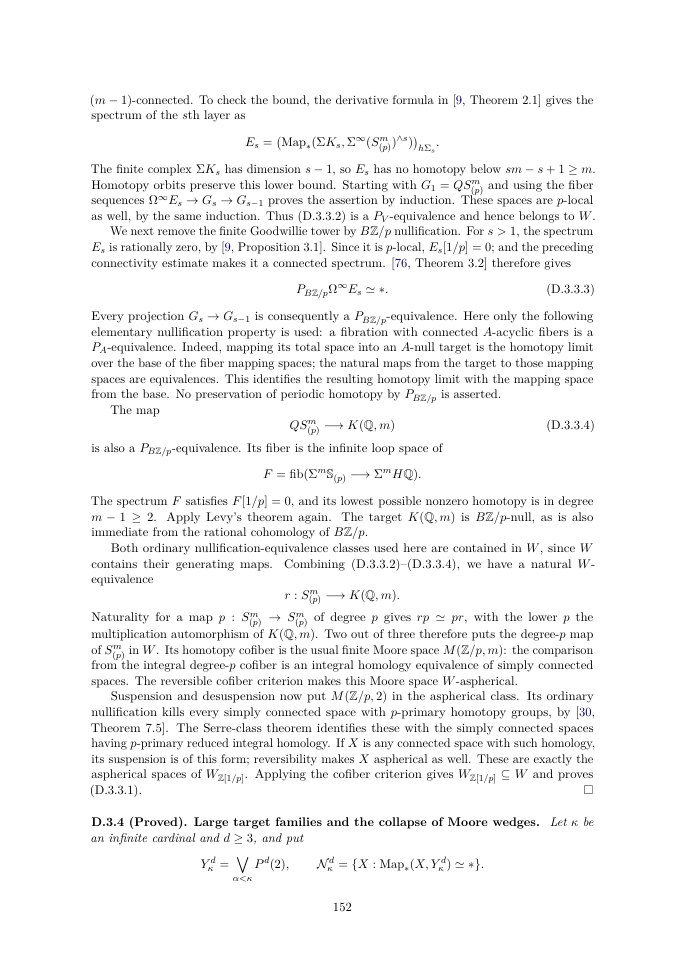 (m − 1)-connected. To check the bound, the derivative formula in [9, Theorem 2.1] gives the
spectrum of the sth layer as
E_s = (Map_*(ΣK_s, Σ^∞(S^m_{(p)})^{∧s}))_{hΣ_s}.
The finite complex ΣK_s has dimension s − 1, so E_s has no homotopy below sm − s + 1 ≥ m.
Homotopy orbits preserve this lower bound. Starting with G_1 = QS^m_{(p)} and using the fiber
sequences Ω^∞E_s → G_s → G_{s−1} proves the assertion by induction. These spaces are p-local
as well, by the same induction. Thus (D.3.3.2) is a P_V-equivalence and hence belongs to W.
We next remove the finite Goodwillie tower by BZ/p nullification. For s > 1, the spectrum
E_s is rationally zero, by [9, Proposition 3.1]. Since it is p-local, E_s[1/p] = 0; and the preceding
connectivity estimate makes it a connected spectrum. [76, Theorem 3.2] therefore gives
P_{Bℤ/p}Ω^∞E_s ≃ ∗. (D.3.3.3)
Every projection G_s → G_{s−1} is consequently a P_{Bℤ/p}-equivalence. Here only the following
elementary nullification property is used: a fibration with connected A-acyclic fibers is a
P_A-equivalence. Indeed, mapping its total space into an A-null target is the homotopy limit
over the base of the fiber mapping spaces; the natural maps from the target to those mapping
spaces are equivalences. This identifies the resulting homotopy limit with the mapping space
from the base. No preservation of periodic homotopy by P_{Bℤ/p} is asserted.
The map
QS^m_{(p)} ⟶ K(ℚ, m) (D.3.3.4)
is also a P_{Bℤ/p}-equivalence. Its fiber is the infinite loop space of
F = fib(Σ^m𝕊_{(p)} ⟶ Σ^mHℚ).
The spectrum F satisfies F[1/p] = 0, and its lowest possible nonzero homotopy is in degree
m − 1 ≥ 2. Apply Levy's theorem again. The target K(ℚ, m) is Bℤ/p-null, as is also
immediate from the rational cohomology of Bℤ/p.
Both ordinary nullification-equivalence classes used here are contained in W, since W
contains their generating maps. Combining (D.3.3.2)–(D.3.3.4), we have a natural W-
equivalence
r : S^m_{(p)} ⟶ K(ℚ, m).
Naturality for a map p : S^m_{(p)} → S^m_{(p)} of degree p gives rp ≃ pr, with the lower p the
multiplication automorphism of K(ℚ, m). Two out of three therefore puts the degree-p map
of S^m_{(p)} in W. Its homotopy cofiber is the usual finite Moore space M(ℤ/p, m): the comparison
from the integral degree-p cofiber is an integral homology equivalence of simply connected
spaces. The reversible cofiber criterion makes this Moore space W-aspherical.
Suspension and desuspension now put M(ℤ/p, 2) in the aspherical class. Its ordinary
nullification kills every simply connected space with p-primary homotopy groups, by [30,
Theorem 7.5]. The Serre-class theorem identifies these with the simply connected spaces
having p-primary reduced integral homology. If X is any connected space with such homology,
its suspension is of this form; reversibility makes X aspherical as well. These are exactly the
aspherical spaces of W_{ℤ[1/p]}. Applying the cofiber criterion gives W_{ℤ[1/p]} ⊆ W and proves
(D.3.3.1). □
D.3.4 (Proved). Large target families and the collapse of Moore wedges. Let κ be
an infinite cardinal and d ≥ 3, and put
Y^d_κ = ⋁_{α<κ} P^d(2), 𝒩^d_κ = {X : Map_*(X, Y^d_κ) ≃ ∗}.
152